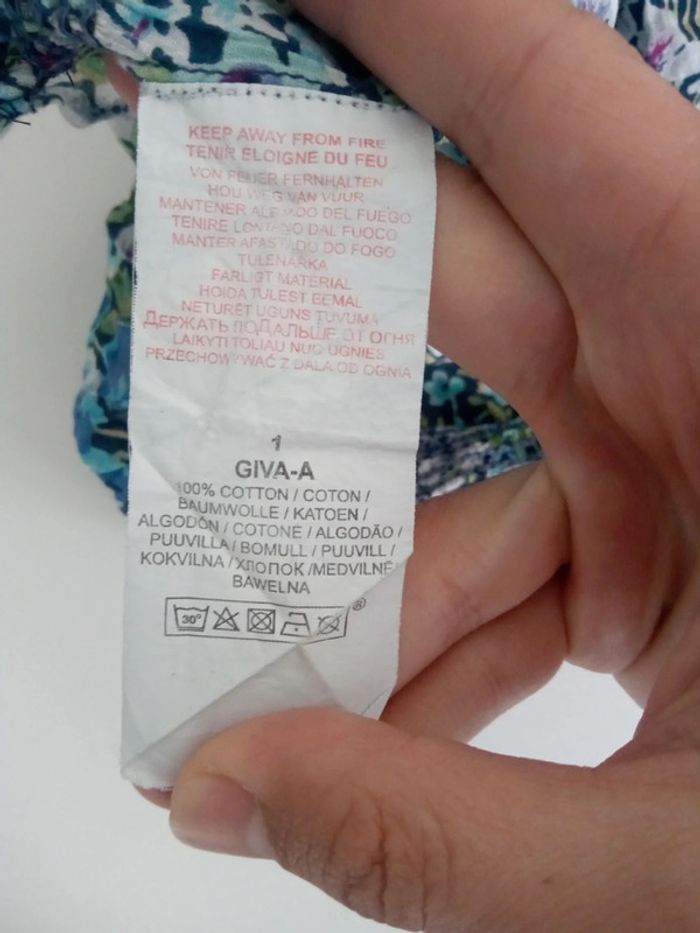 KEEP AWAY FROM FIRE
TENIR ELOIGNE DU FEU
VON FEUER FERNHALTEN
HOU WEG VAN VUUR
MANTENER DEL FUEGO
TENIRE LONTANO DAL FUOCO
MANTER AFASTADO DO FOGO
TULENARKA
FARLIGT MATERIAL
HOIDA TULEST EEMAL
NETURĒT UGUNS TUVUMĀ
ДЕРЖАТЬ ПОДАЛЬШЕ ОТ ОГНЯ
LAIKYTI TOLIAU NUO UGNIES
PRZECHOWYWAĆ Z DALA OD OGNIA
1
GIVA-A
100% COTTON / COTON /
BAUMWOLLE / KATOEN /
ALGODÓN / COTONE / ALGODÃO /
PUUVILLA / BOMULL / PUUVILL /
KOKVILNA / ХЛОПОК /MEDVILNĖ
BAWEŁNA
30°
®